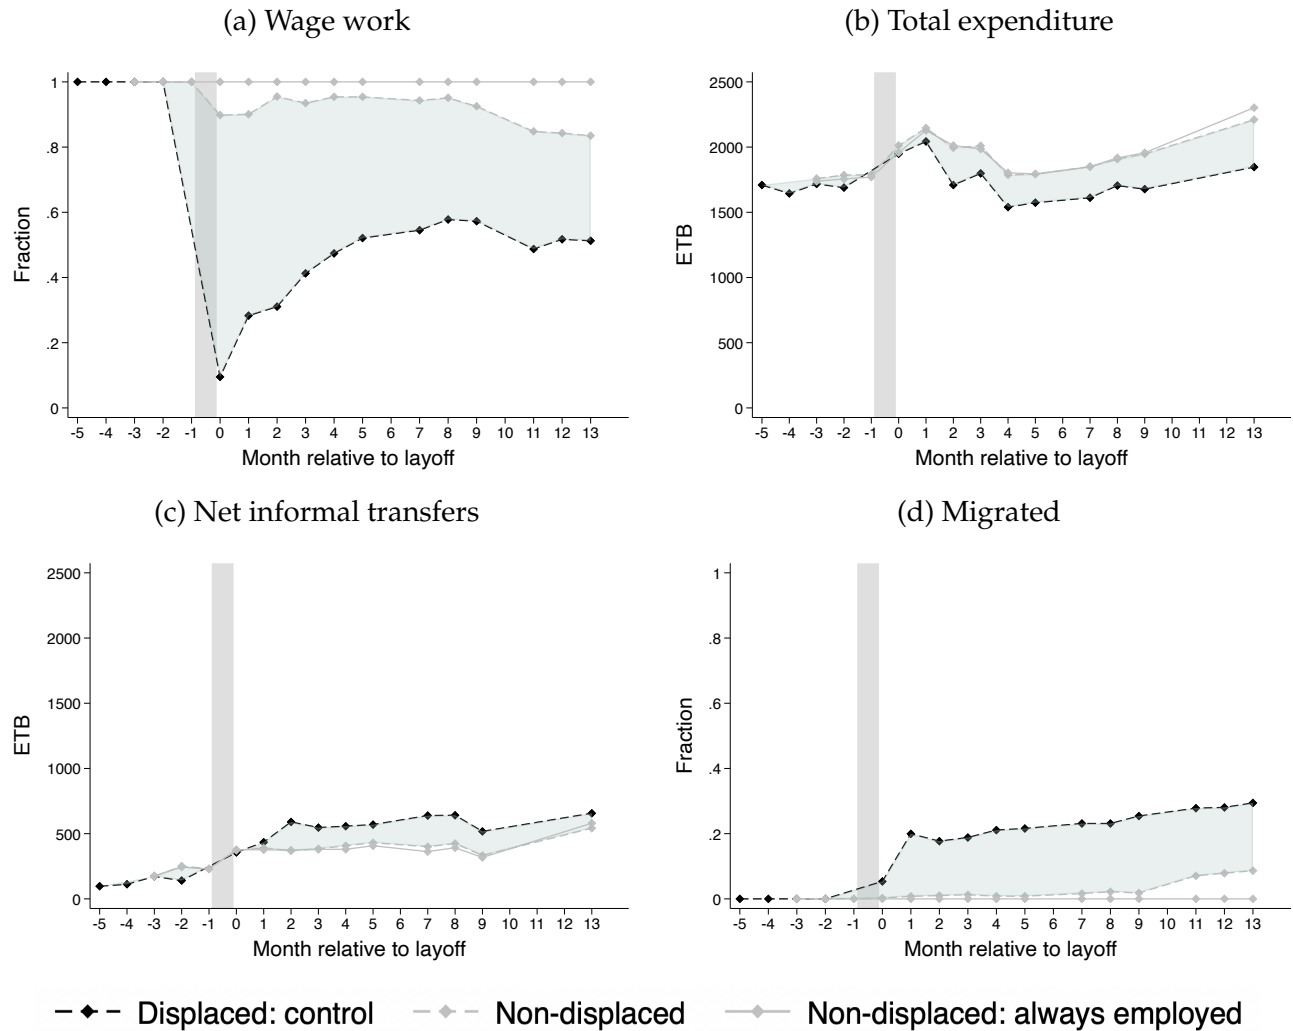 (a) Wage work
(b) Total expenditure
Fraction
1
.8
.6
.4
.2
0
-5 -4 -3 -2 -1 0 1 2 3 4 5 6 7 8 9 10 11 12 13
Month relative to layoff
ETB
2500
2000
1500
1000
500
0
-5 -4 -3 -2 -1 0 1 2 3 4 5 6 7 8 9 10 11 12 13
Month relative to layoff
(c) Net informal transfers
(d) Migrated
ETB
2500
2000
1500
1000
500
0
-5 -4 -3 -2 -1 0 1 2 3 4 5 6 7 8 9 10 11 12 13
Month relative to layoff
Fraction
1
.8
.6
.4
.2
0
-5 -4 -3 -2 -1 0 1 2 3 4 5 6 7 8 9 10 11 12 13
Month relative to layoff
Displaced: control
Non-displaced
Non-displaced: always employed